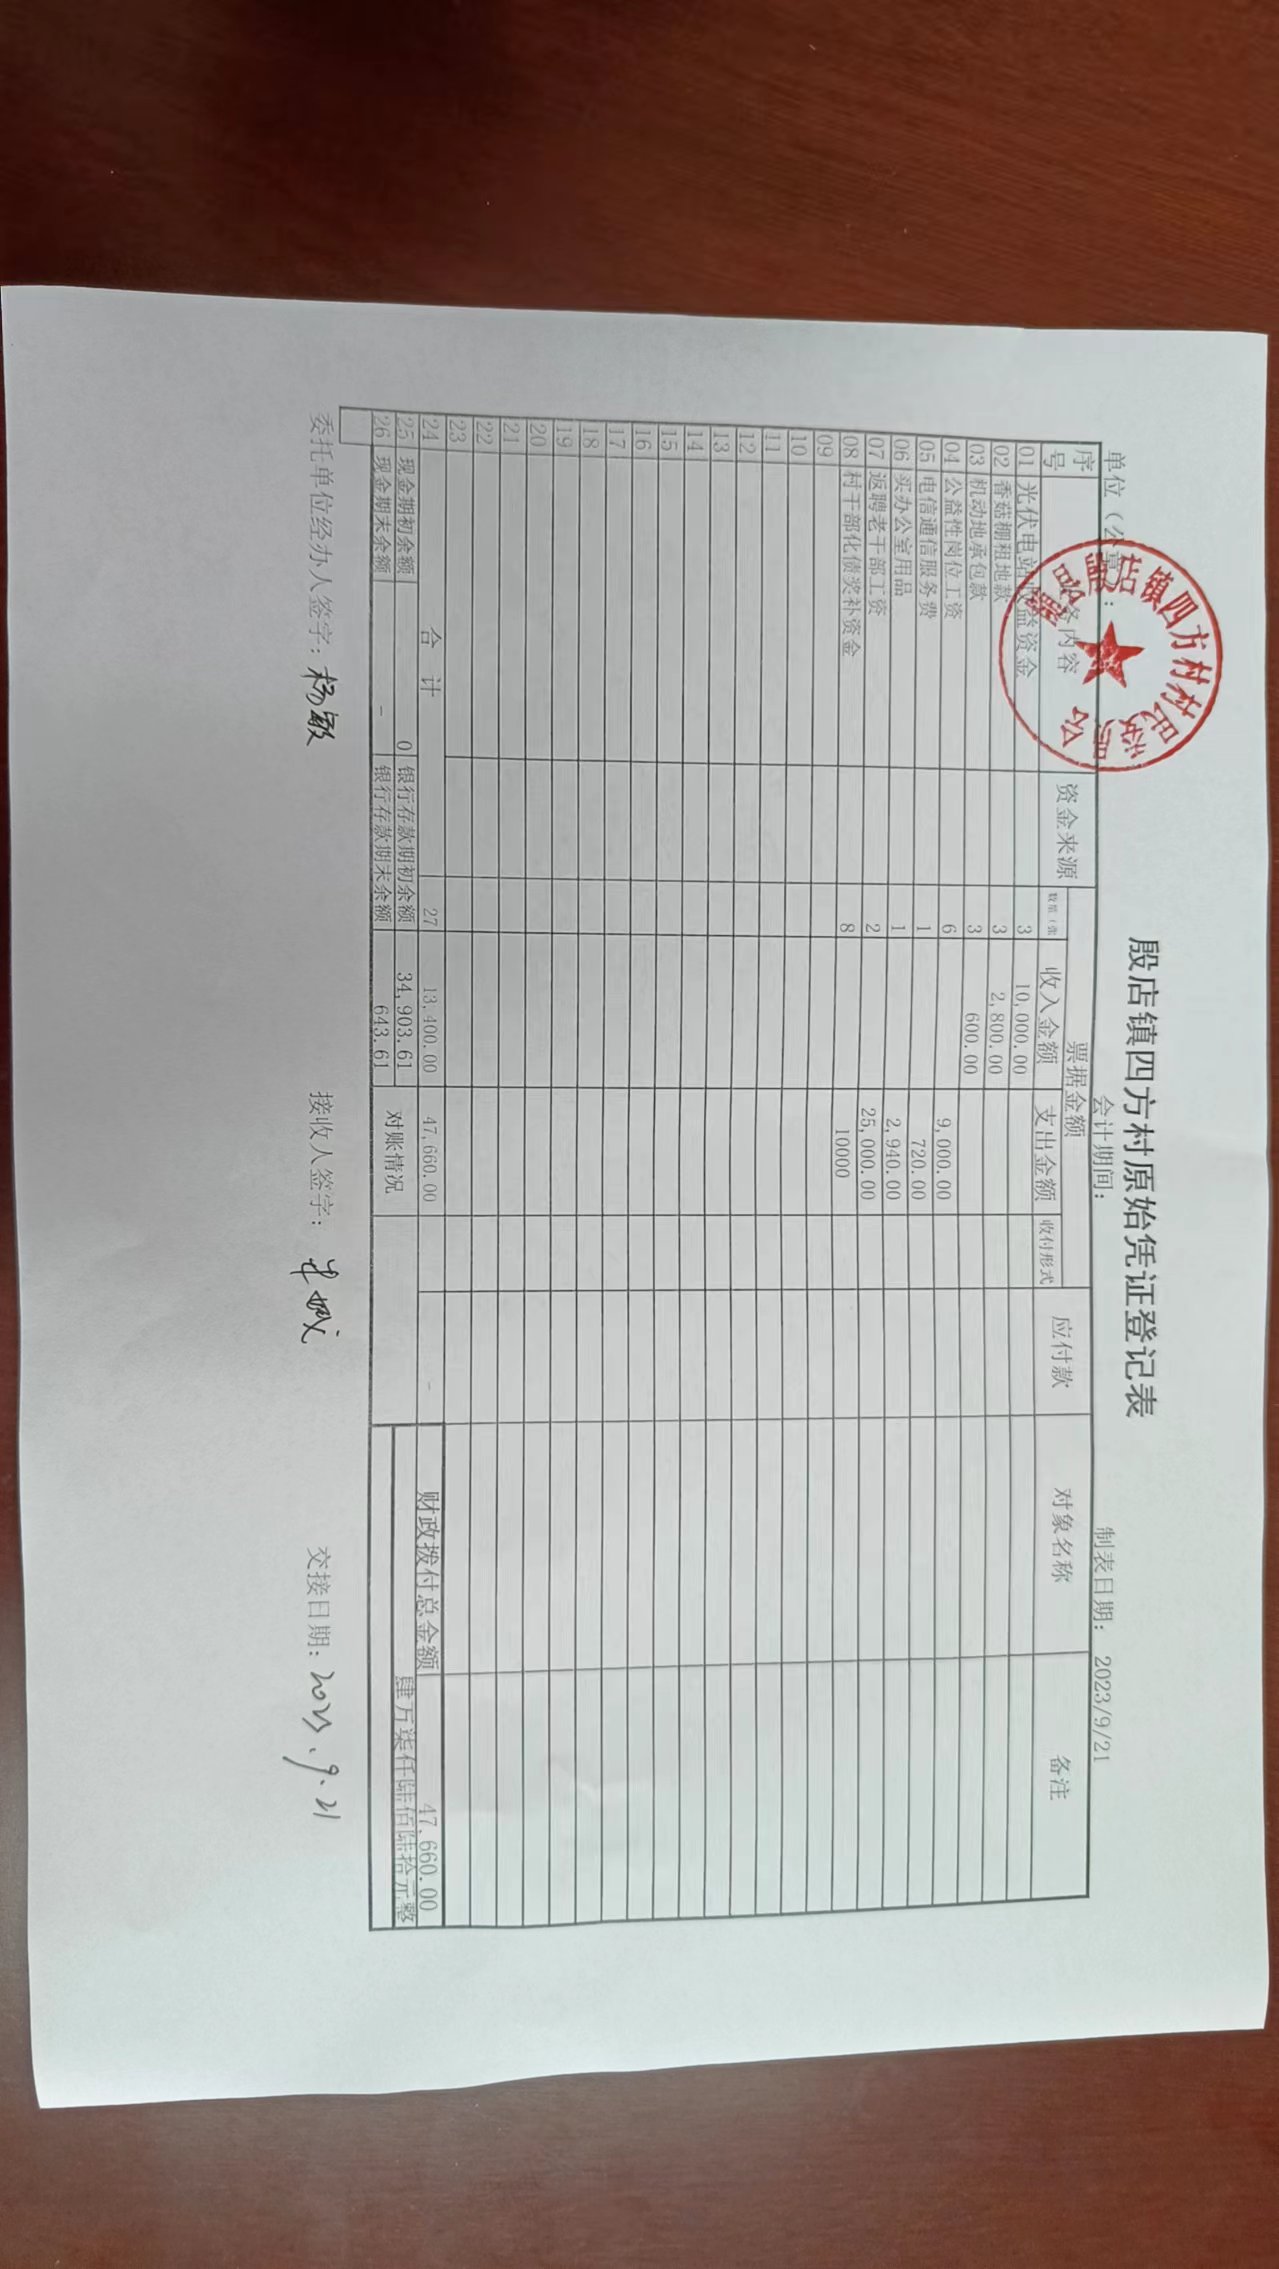 殷店镇四方村原始凭证登记表
单位（公章）： 会计期间： 制表日期： 2023/9/21
序号 业务内容 资金来源 票据金额 应付款 对象名称 备注
数量（张 收入金额 支出金额 收付形式
01 光伏电站收益资金 3 10,000.00
02 香菇棚租地款 3 2,800.00
03 机动地承包款 3 600.00
04 公益性岗位工资 6 9,000.00
05 电信通信服务费 1 720.00
06 买办公室用品 1 2,940.00
07 返聘老干部工资 2 25,000.00
08 村干部化债奖补资金 8 10000
09
10
11
12
13
14
15
16
17
18
19
20
21
22
23
24 合 计 27 13,400.00 47,660.00 - 财政拨付总金额 47,660.00
25 现金期初余额 0 银行存款期初余额 34,903.61 对账情况 肆万柒仟陆佰陆拾元整
26 现金期末余额 - 银行存款期末余额 643.61
委托单位经办人签字：杨敏 接收人签字： 交接日期：2023.9.21
店镇四方村村民